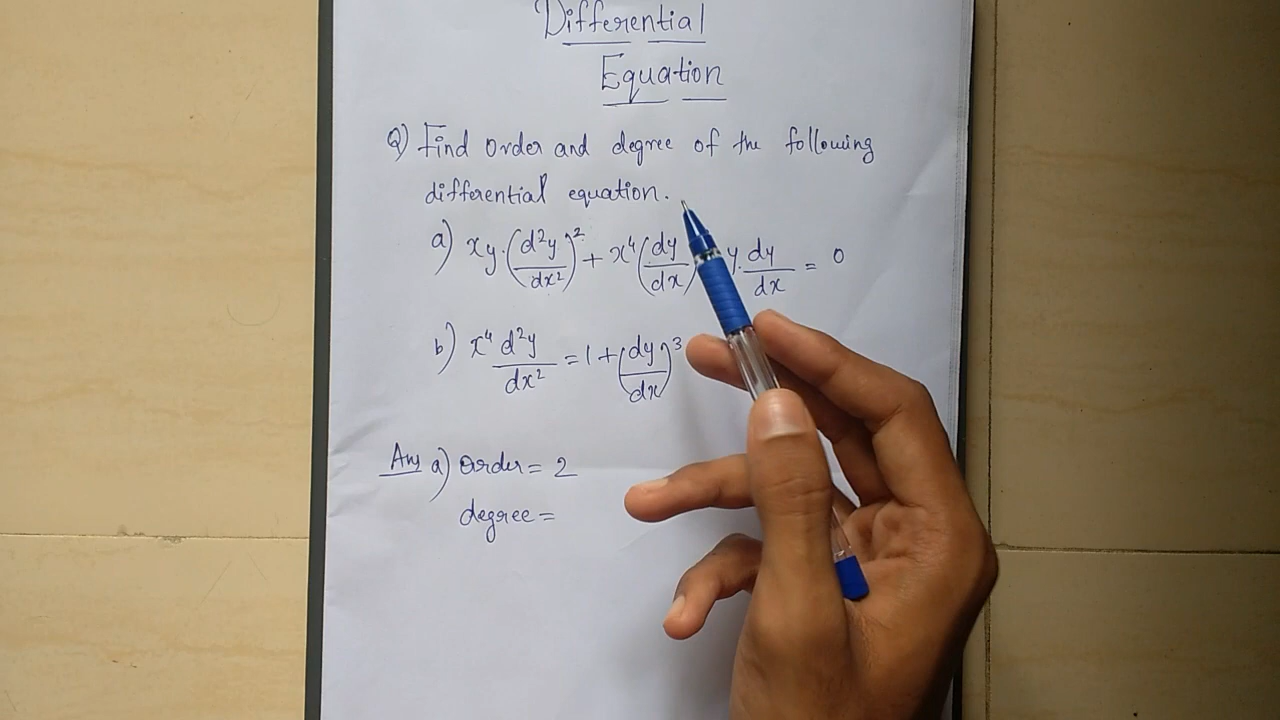 Differential
Equation
Q) Find order and degree of the following
differential equation.
a) xy·(d²y/dx²)² + x⁴(dy/dx) y·dy/dx = 0
b) x⁴ d²y/dx² = 1 + (dy/dx)³
Ans a) Order = 2
degree =